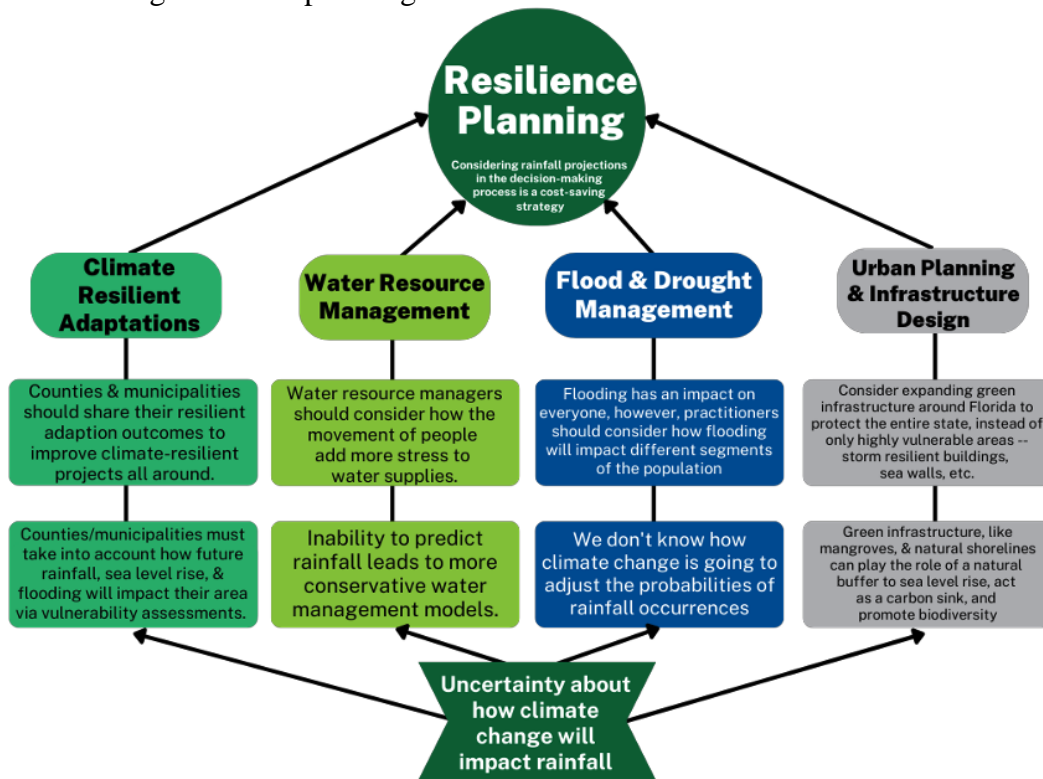 Resilience
Planning
Considering rainfall projections
in the decision-making
process is a cost-saving
strategy
Climate
Resilient
Adaptations
Water Resource
Management
Flood & Drought
Management
Urban Planning
& Infrastructure
Design
Counties & municipalities
should share their resilient
adaption outcomes to
improve climate-resilient
projects all around.
Water resource managers
should consider how the
movement of people
add more stress to
water supplies.
Flooding has an impact on
everyone, however, practitioners
should consider how flooding
will impact different segments
of the population
Consider expanding green
infrastructure around Florida to
protect the entire state, instead of
only highly vulnerable areas --
storm resilient buildings,
sea walls, etc.
Counties/municipalities must
take into account how future
rainfall, sea level rise, &
flooding will impact their area
via vulnerability assessments.
Inability to predict
rainfall leads to more
conservative water
management models.
We don't know how
climate change is going to
adjust the probabilities of
rainfall occurrences
Green infrastructure, like
mangroves, & natural shorelines
can play the role of a natural
buffer to sea level rise, act
as a carbon sink, and
promote biodiversity
Uncertainty about
how climate
change will
impact rainfall